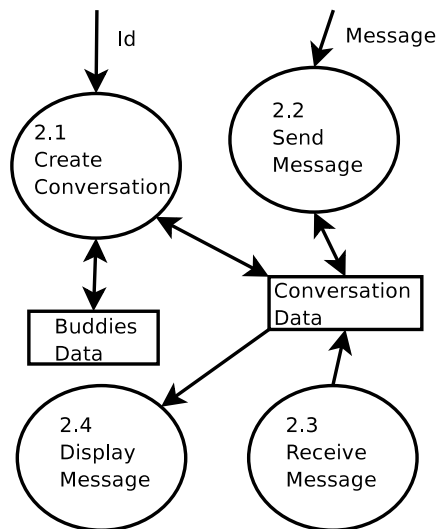 Id
Message
2.1
Create
Conversation
2.2
Send
Message
Buddies
Data
Conversation
Data
2.4
Display
Message
2.3
Receive
Message